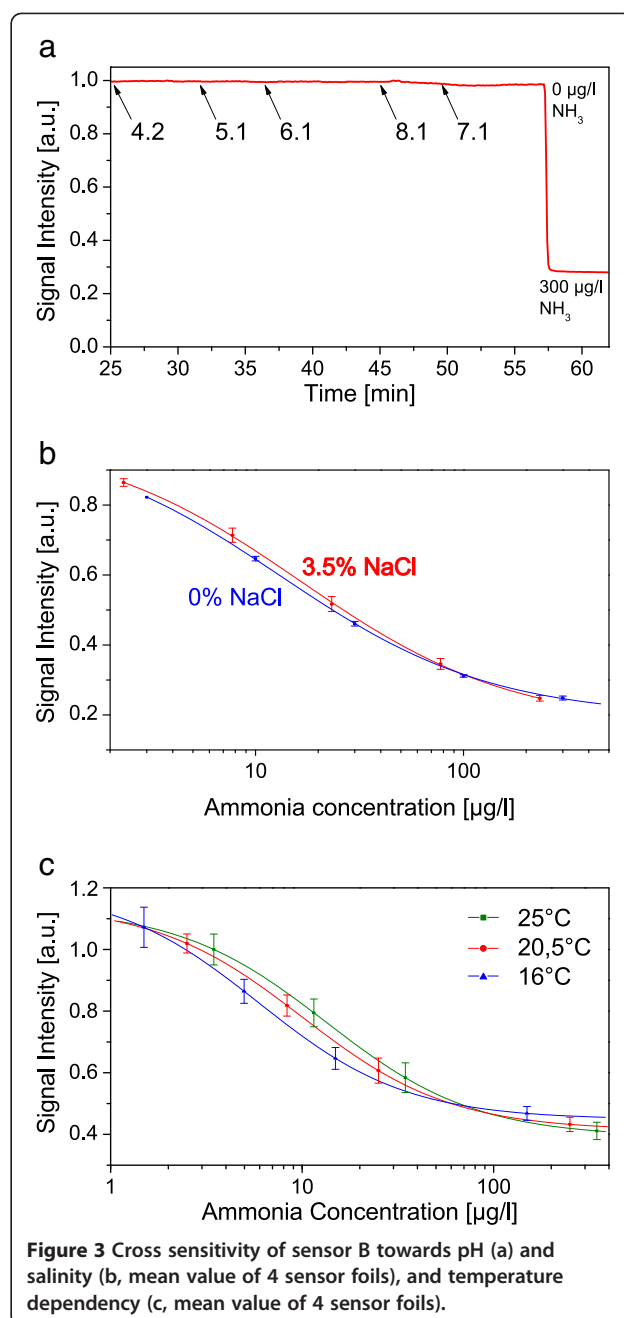 a
1.0
0.8
0.6
0.4
0.2
0.0
Signal Intensity [a.u.]
4.2
5.1
6.1
8.1
7.1
0 µg/l
NH3
300 µg/l
NH3
25
30
35
40
45
50
55
60
Time [min]
b
0.8
0.6
0.4
0.2
Signal Intensity [a.u.]
3.5% NaCl
0% NaCl
10
100
Ammonia concentration [µg/l]
c
1.2
1.0
0.8
0.6
0.4
Signal Intensity [a.u.]
25°C
20,5°C
16°C
1
10
100
Ammonia Concentration [µg/l]
Figure 3 Cross sensitivity of sensor B towards pH (a) and
salinity (b, mean value of 4 sensor foils), and temperature
dependency (c, mean value of 4 sensor foils).